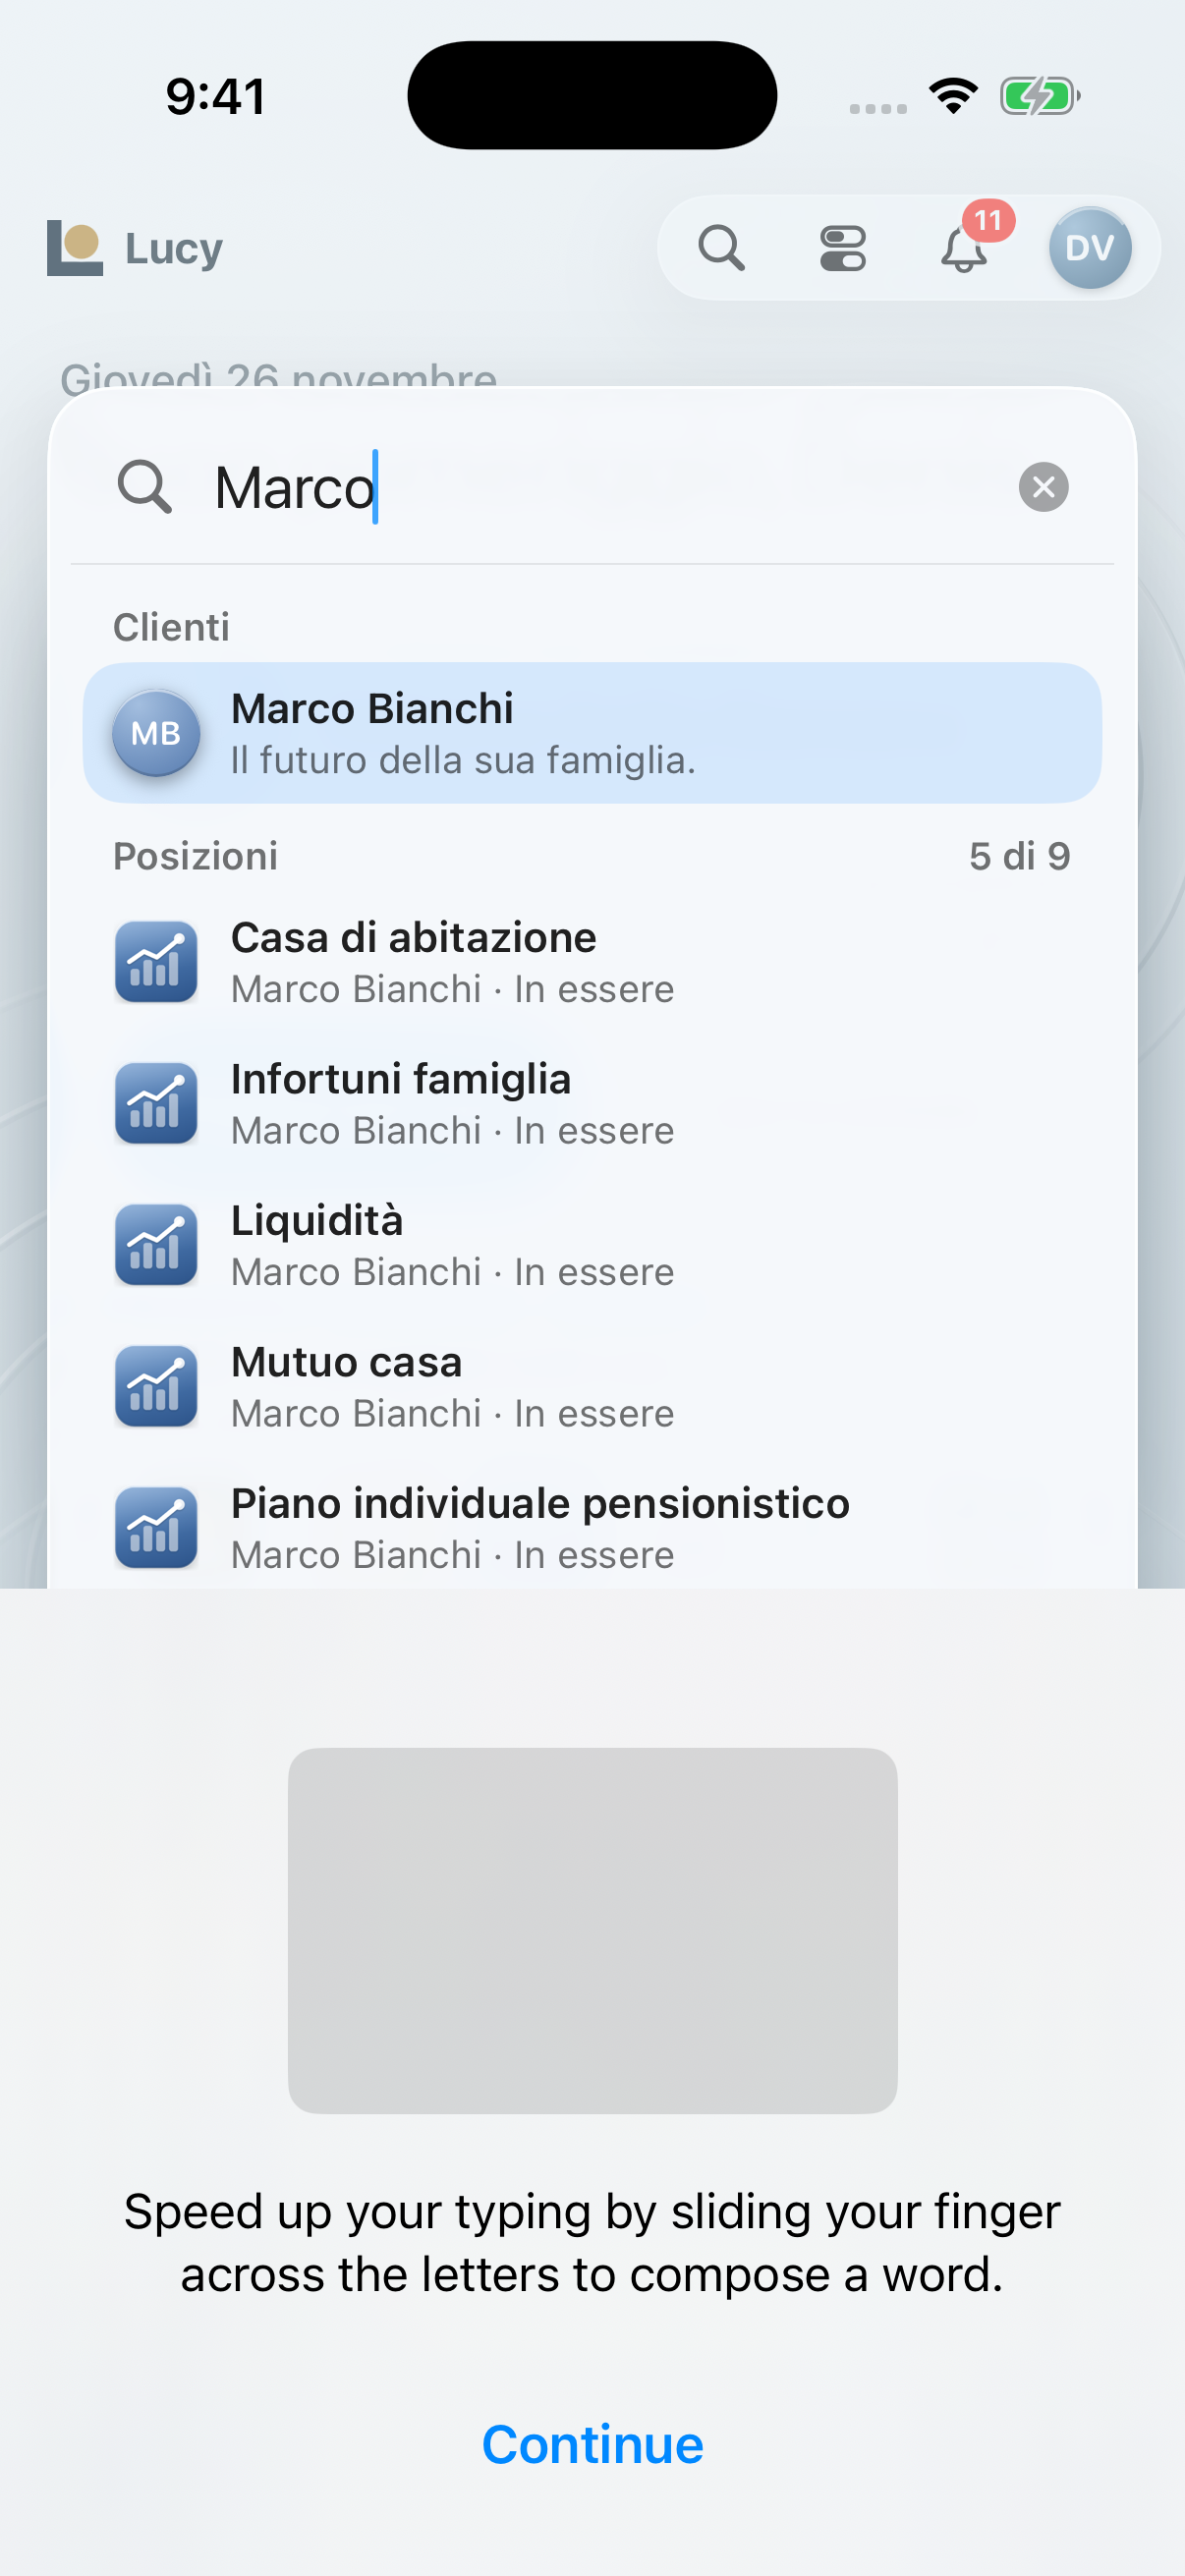 9:41
Lucy
11
DV
Giovedì 26 novembre
Marco
Clienti
MB
Marco Bianchi
Il futuro della sua famiglia.
Posizioni
5 di 9
Casa di abitazione
Marco Bianchi · In essere
Infortuni famiglia
Marco Bianchi · In essere
Liquidità
Marco Bianchi · In essere
Mutuo casa
Marco Bianchi · In essere
Piano individuale pensionistico
Marco Bianchi · In essere
Speed up your typing by sliding your finger
across the letters to compose a word.
Continue